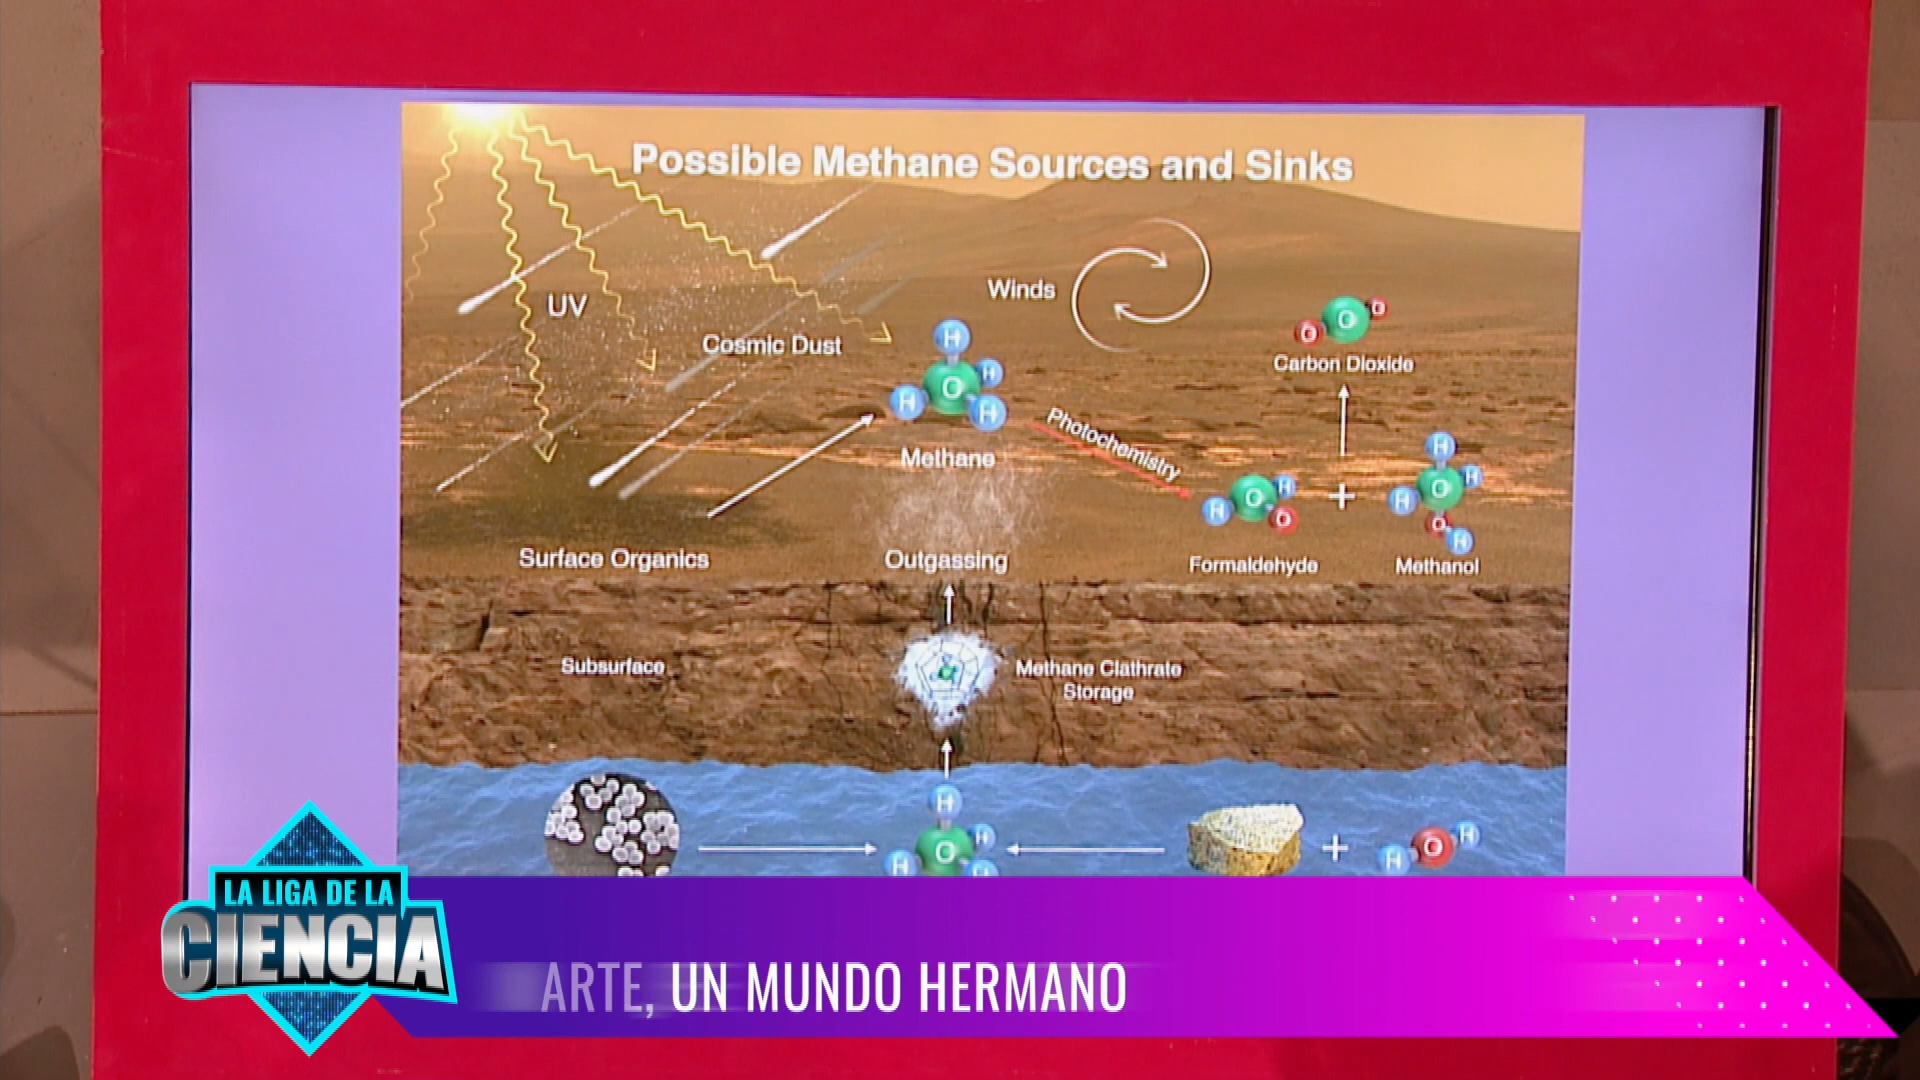 Possible Methane Sources and Sinks
UV
Winds
Cosmic Dust
H
H
H
H
O
Methane
Photochemistry
O
O
O
Carbon Dioxide
H
H
O
O
Formaldehyde
+
H
H
H
O
O
H
Methanol
Surface Organics
Outgassing
Subsurface
Methane Clathrate
Storage
H
H
H
O
+
H
O
H
LA LIGA DE LA
CIENCIA
ARTE, UN MUNDO HERMANO